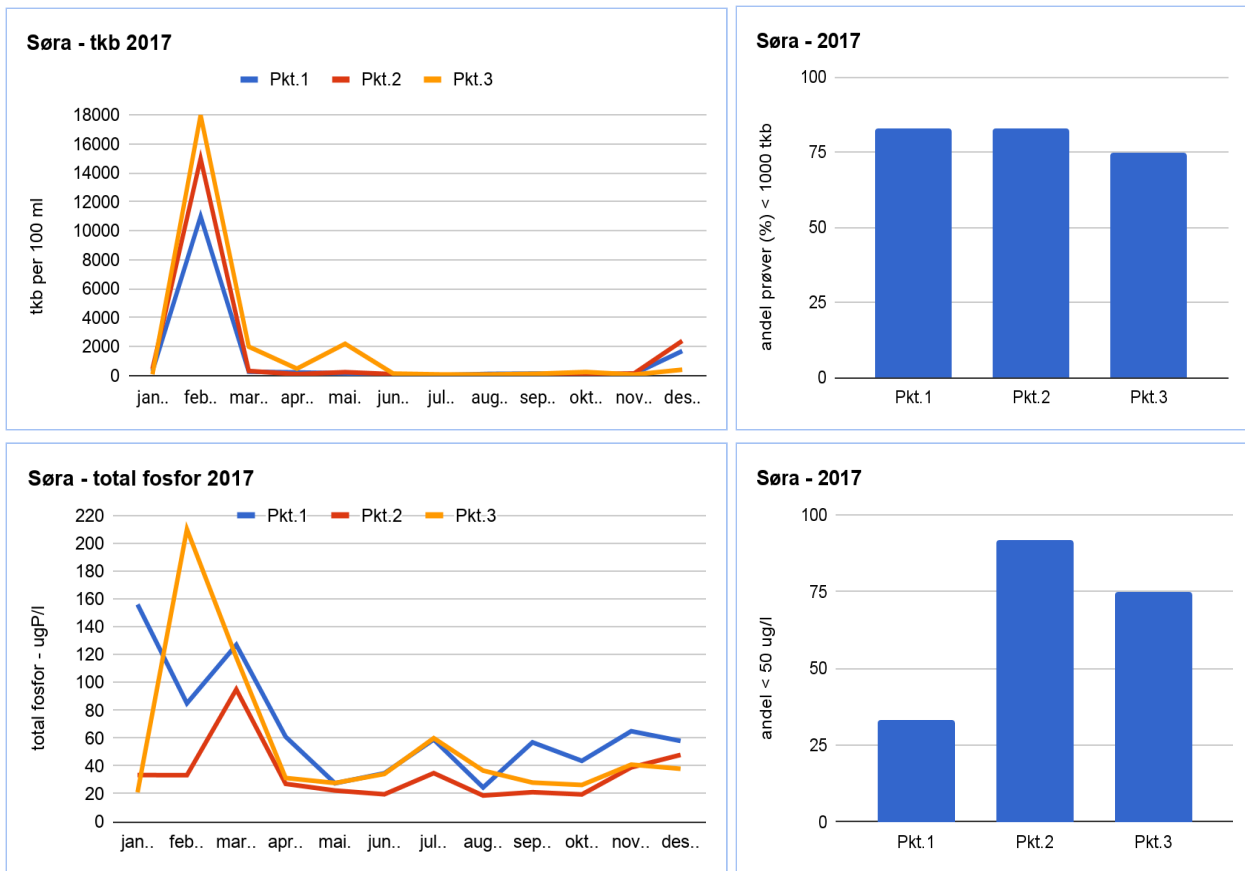 Søra - tkb 2017
Pkt.1 Pkt.2 Pkt.3
tkb per 100 ml
18000
16000
14000
12000
10000
8000
6000
4000
2000
0
jan.. feb.. mar.. apr.. mai. jun.. jul.. aug.. sep.. okt.. nov.. des..
Søra - 2017
andel prøver (%) < 1000 tkb
100
75
50
25
0
Pkt.1 Pkt.2 Pkt.3
Søra - total fosfor 2017
Pkt.1 Pkt.2 Pkt.3
total fosfor - ugP/l
220
200
180
160
140
120
100
80
60
40
20
0
jan.. feb.. mar.. apr.. mai. jun.. jul.. aug.. sep.. okt.. nov.. des..
Søra - 2017
andel < 50 ug/l
100
75
50
25
0
Pkt.1 Pkt.2 Pkt.3